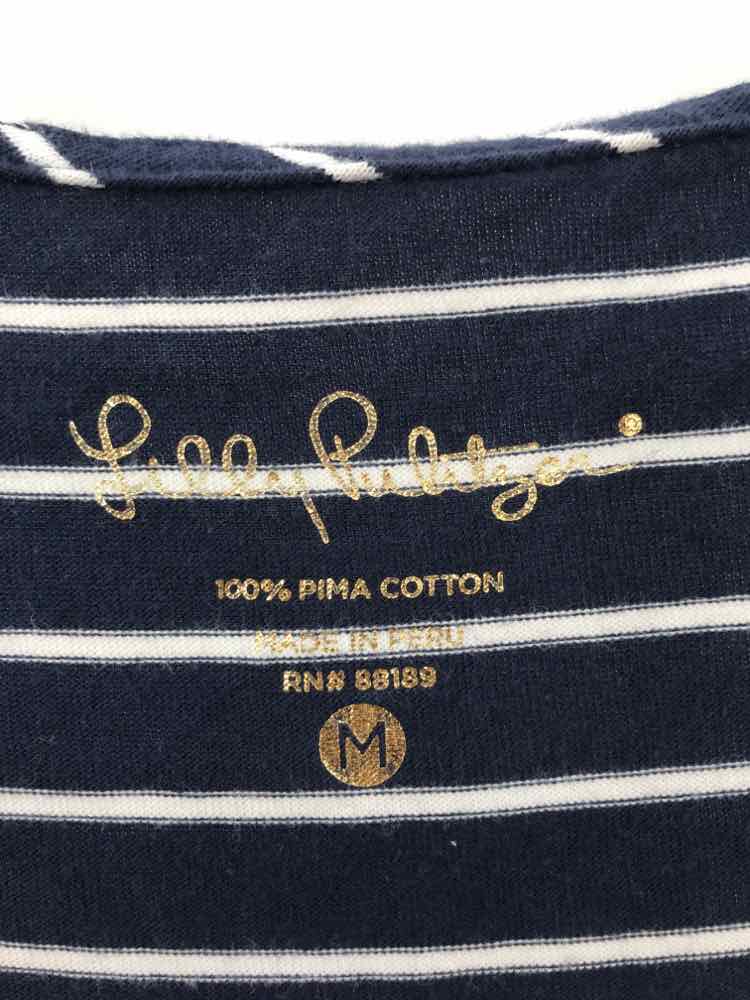 Lilly Pulitzer
100% PIMA COTTON
MADE IN PERU
RN# 88189
M